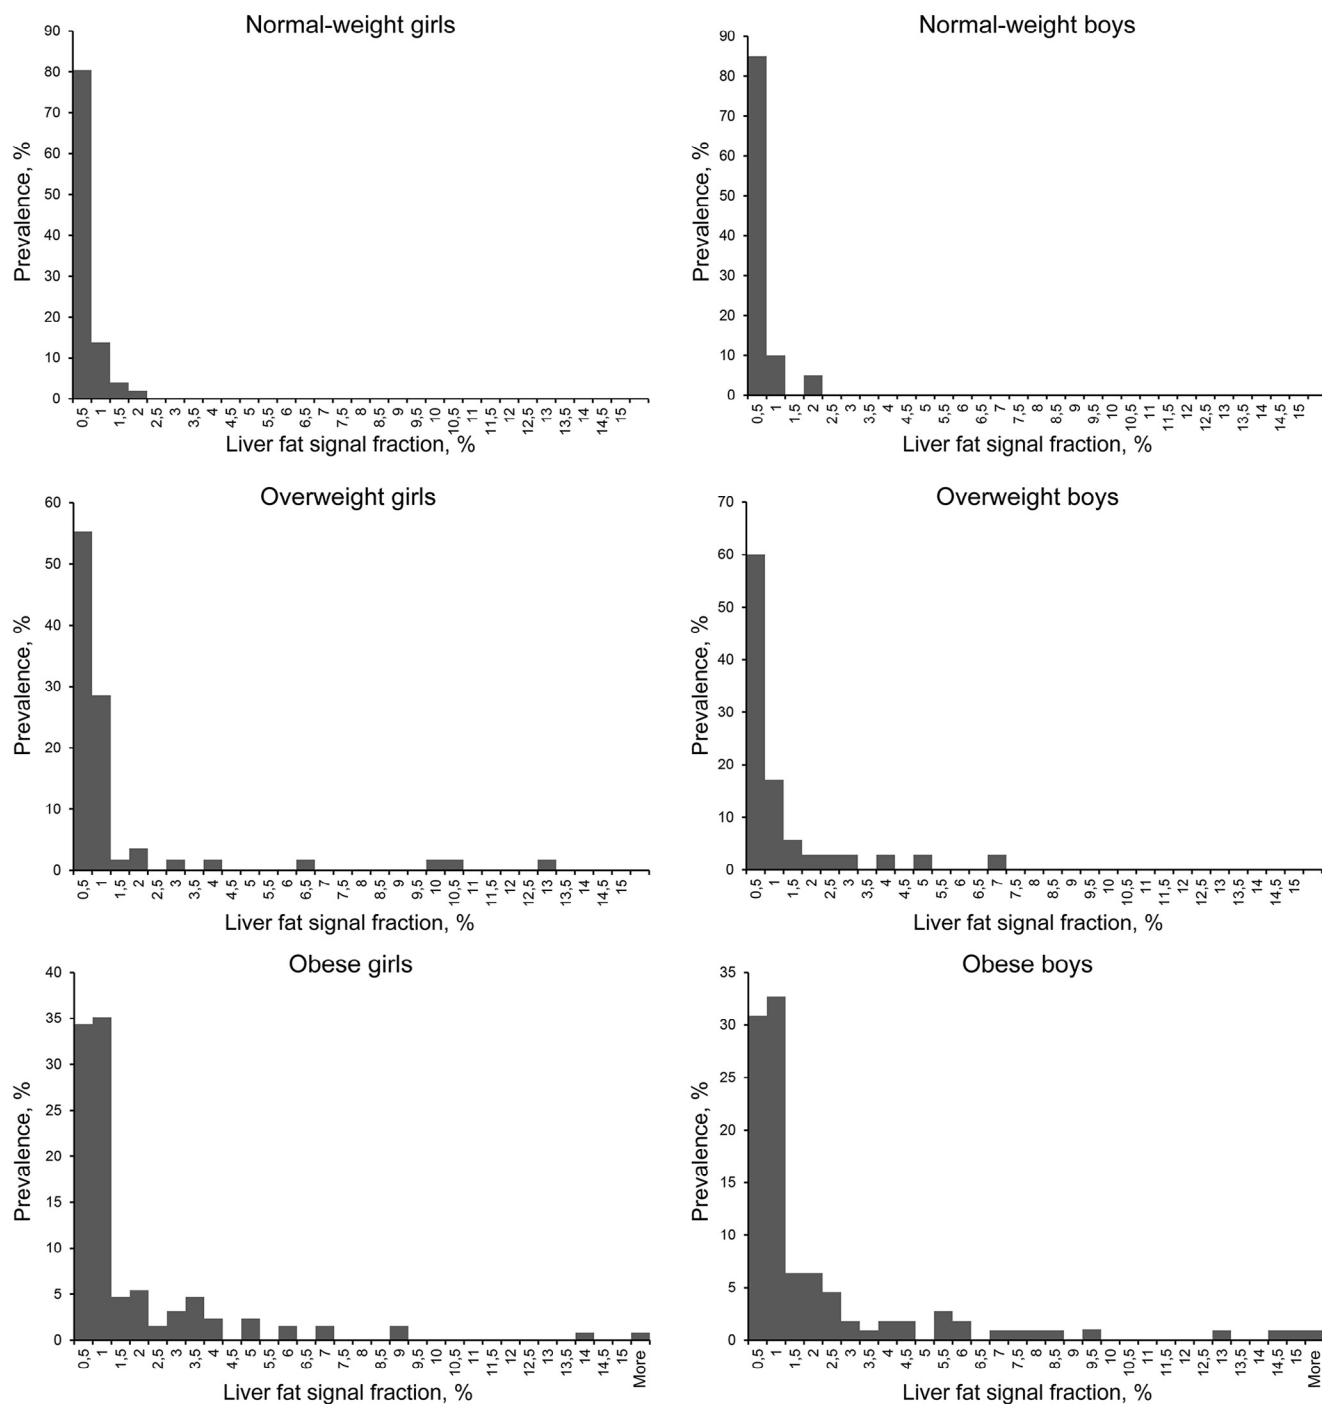 Normal-weight girls
Prevalence, %
90
80
70
60
50
40
30
20
10
0
0,5 1 1,5 2 2,5 3 3,5 4 4,5 5 5,5 6 6,5 7 7,5 8 8,5 9 9,5 10 10,5 11 11,5 12 12,5 13 13,5 14 14,5 15
Liver fat signal fraction, %
Normal-weight boys
Prevalence, %
90
80
70
60
50
40
30
20
10
0
0,5 1 1,5 2 2,5 3 3,5 4 4,5 5 5,5 6 6,5 7 7,5 8 8,5 9 9,5 10 10,5 11 11,5 12 12,5 13 13,5 14 14,5 15
Liver fat signal fraction, %
Overweight girls
Prevalence, %
60
50
40
30
20
10
0
0,5 1 1,5 2 2,5 3 3,5 4 4,5 5 5,5 6 6,5 7 7,5 8 8,5 9 9,5 10 10,5 11 11,5 12 12,5 13 13,5 14 14,5 15
Liver fat signal fraction, %
Overweight boys
Prevalence, %
70
60
50
40
30
20
10
0
0,5 1 1,5 2 2,5 3 3,5 4 4,5 5 5,5 6 6,5 7 7,5 8 8,5 9 9,5 10 10,5 11 11,5 12 12,5 13 13,5 14 14,5 15
Liver fat signal fraction, %
Obese girls
Prevalence, %
40
35
30
25
20
15
10
5
0
0,5 1 1,5 2 2,5 3 3,5 4 4,5 5 5,5 6 6,5 7 7,5 8 8,5 9 9,5 10 10,5 11 11,5 12 12,5 13 13,5 14 14,5 15 More
Liver fat signal fraction, %
Obese boys
Prevalence, %
35
30
25
20
15
10
5
0
0,5 1 1,5 2 2,5 3 3,5 4 4,5 5 5,5 6 6,5 7 7,5 8 8,5 9 9,5 10 10,5 11 11,5 12 12,5 13 13,5 14 14,5 15 More
Liver fat signal fraction, %